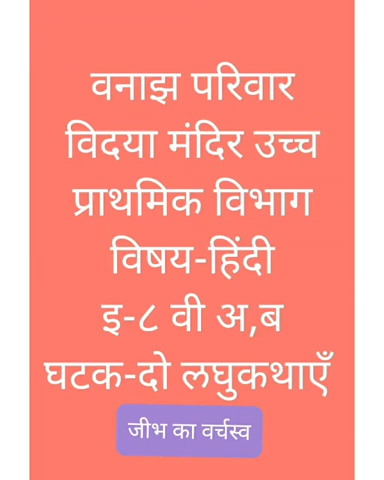 वनाझ परिवार
विदया मंदिर उच्च
प्राथमिक विभाग
विषय-हिंदी
इ-८ वी अ,ब
घटक-दो लघुकथाएँ
जीभ का वर्चस्व